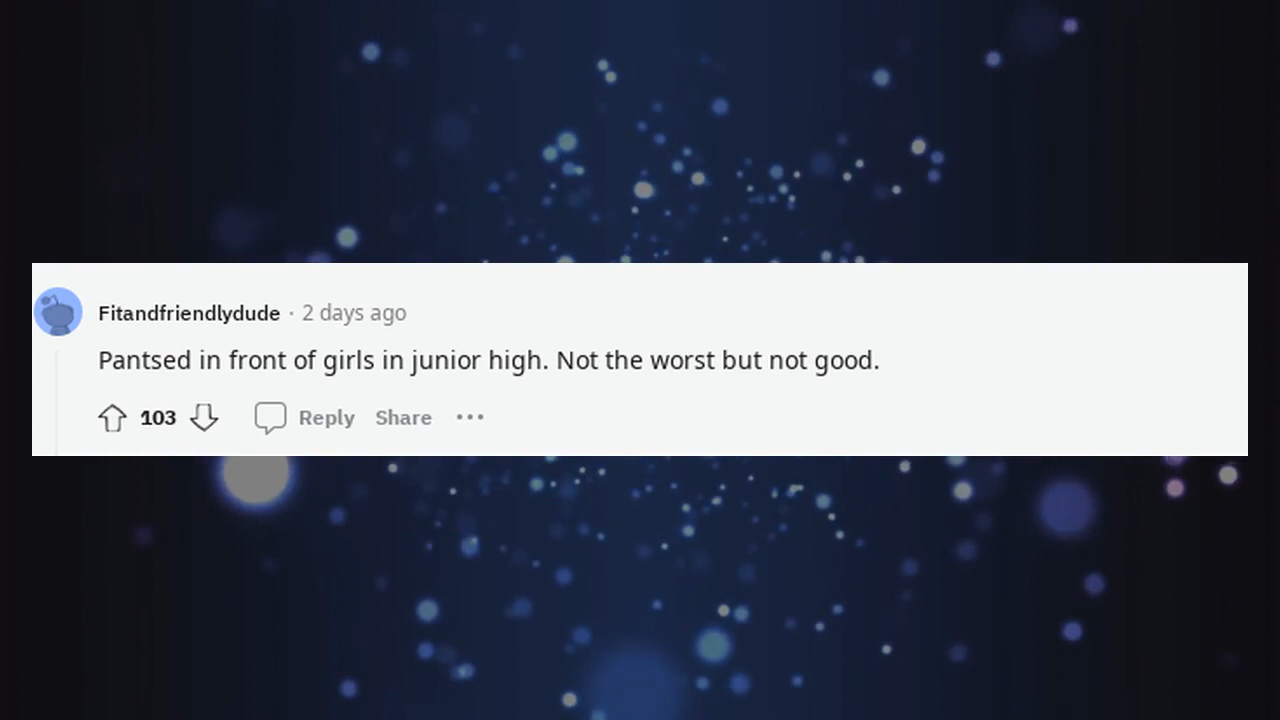 Fitandfriendlydude · 2 days ago
Pantsed in front of girls in junior high. Not the worst but not good.
103 Reply Share ···